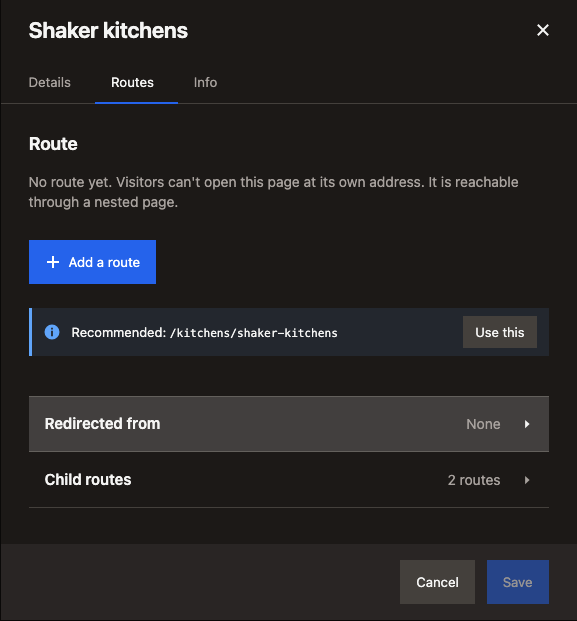 Shaker kitchens
Details Routes Info
Route
No route yet. Visitors can't open this page at its own address. It is reachable
through a nested page.
Add a route
Recommended: /kitchens/shaker-kitchens Use this
Redirected from None
Child routes 2 routes
Cancel Save